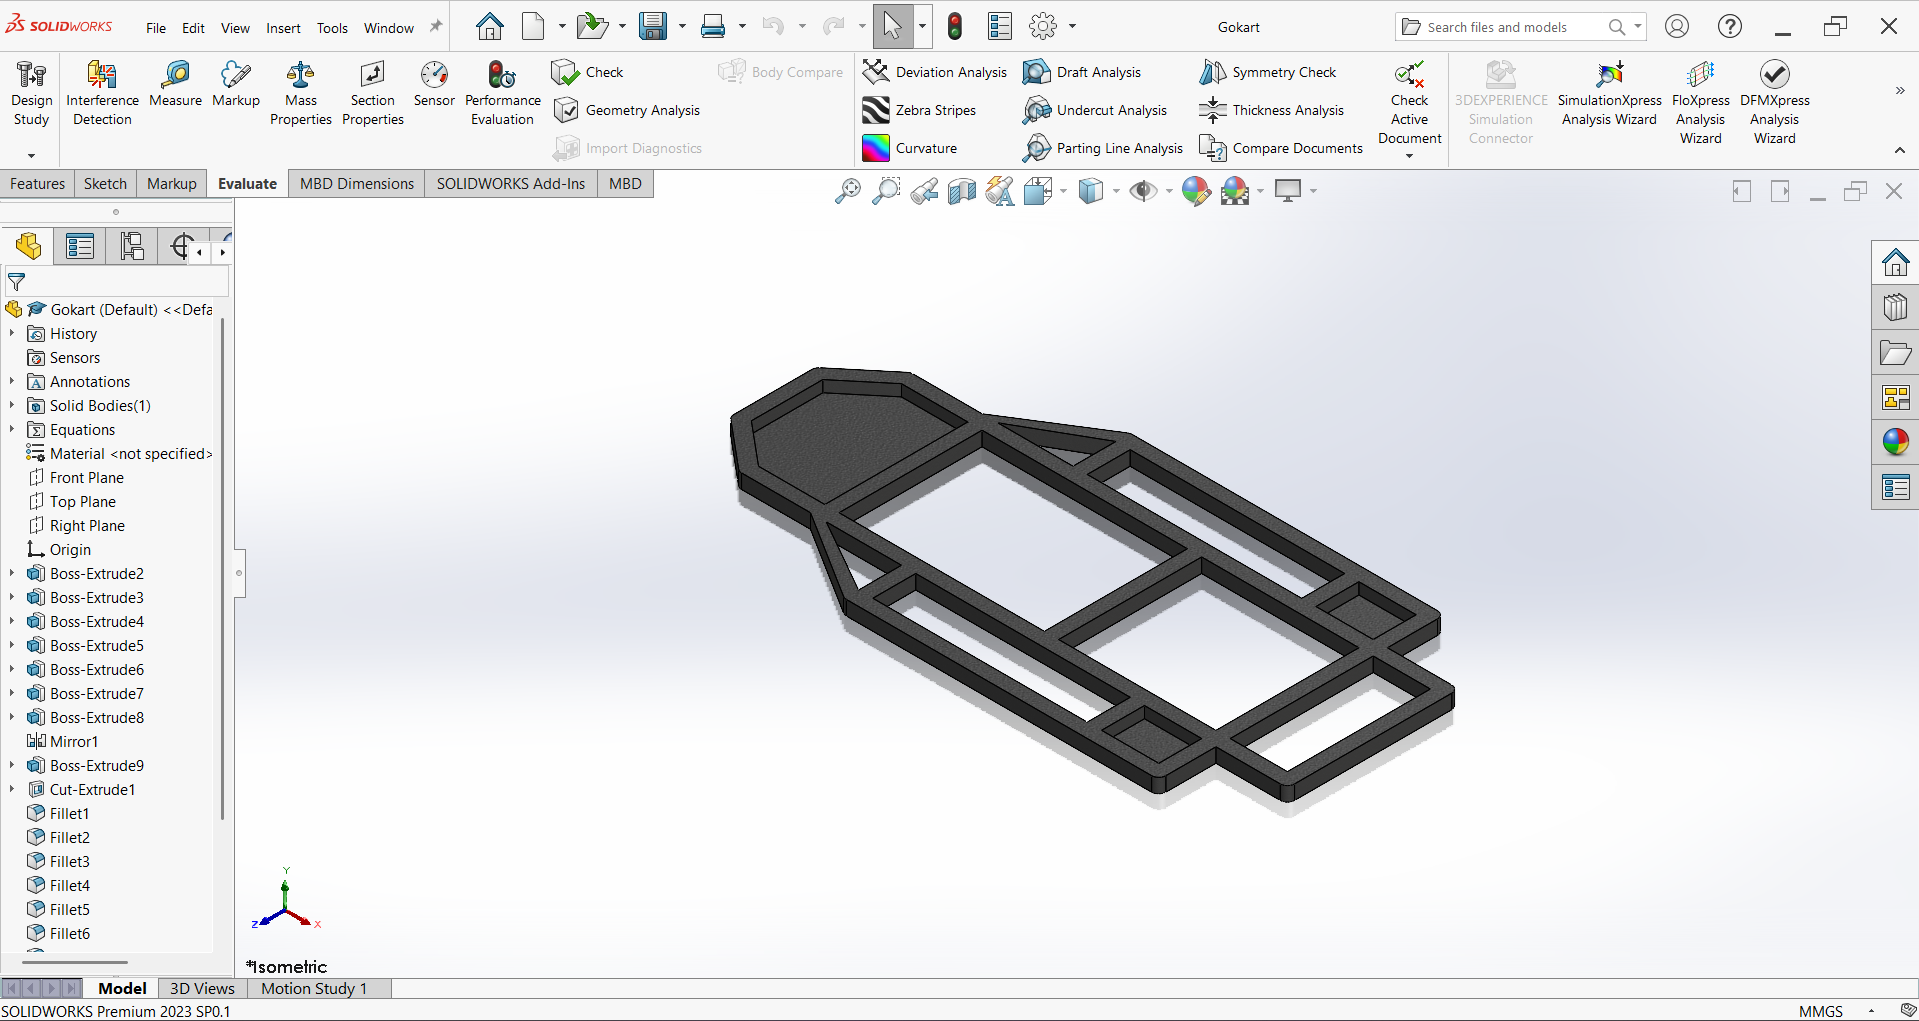 SOLIDWORKS
File Edit View Insert Tools Window
Gokart
Search files and models
Design Study
Interference Detection
Measure
Markup
Mass Properties
Section Properties
Sensor
Performance Evaluation
Check
Geometry Analysis
Import Diagnostics
Body Compare
Deviation Analysis
Zebra Stripes
Curvature
Draft Analysis
Undercut Analysis
Parting Line Analysis
Symmetry Check
Thickness Analysis
Compare Documents
Check Active Document
3DEXPERIENCE Simulation Connector
SimulationXpress Analysis Wizard
FloXpress Analysis Wizard
DFMXpress Analysis Wizard
Features Sketch Markup Evaluate MBD Dimensions SOLIDWORKS Add-Ins MBD
Gokart (Default) <<Defa
History
Sensors
Annotations
Solid Bodies(1)
Equations
Material <not specified>
Front Plane
Top Plane
Right Plane
Origin
Boss-Extrude2
Boss-Extrude3
Boss-Extrude4
Boss-Extrude5
Boss-Extrude6
Boss-Extrude7
Boss-Extrude8
Mirror1
Boss-Extrude9
Cut-Extrude1
Fillet1
Fillet2
Fillet3
Fillet4
Fillet5
Fillet6
Y
Z
X
*Isometric
Model 3D Views Motion Study 1
SOLIDWORKS Premium 2023 SP0.1
MMGS